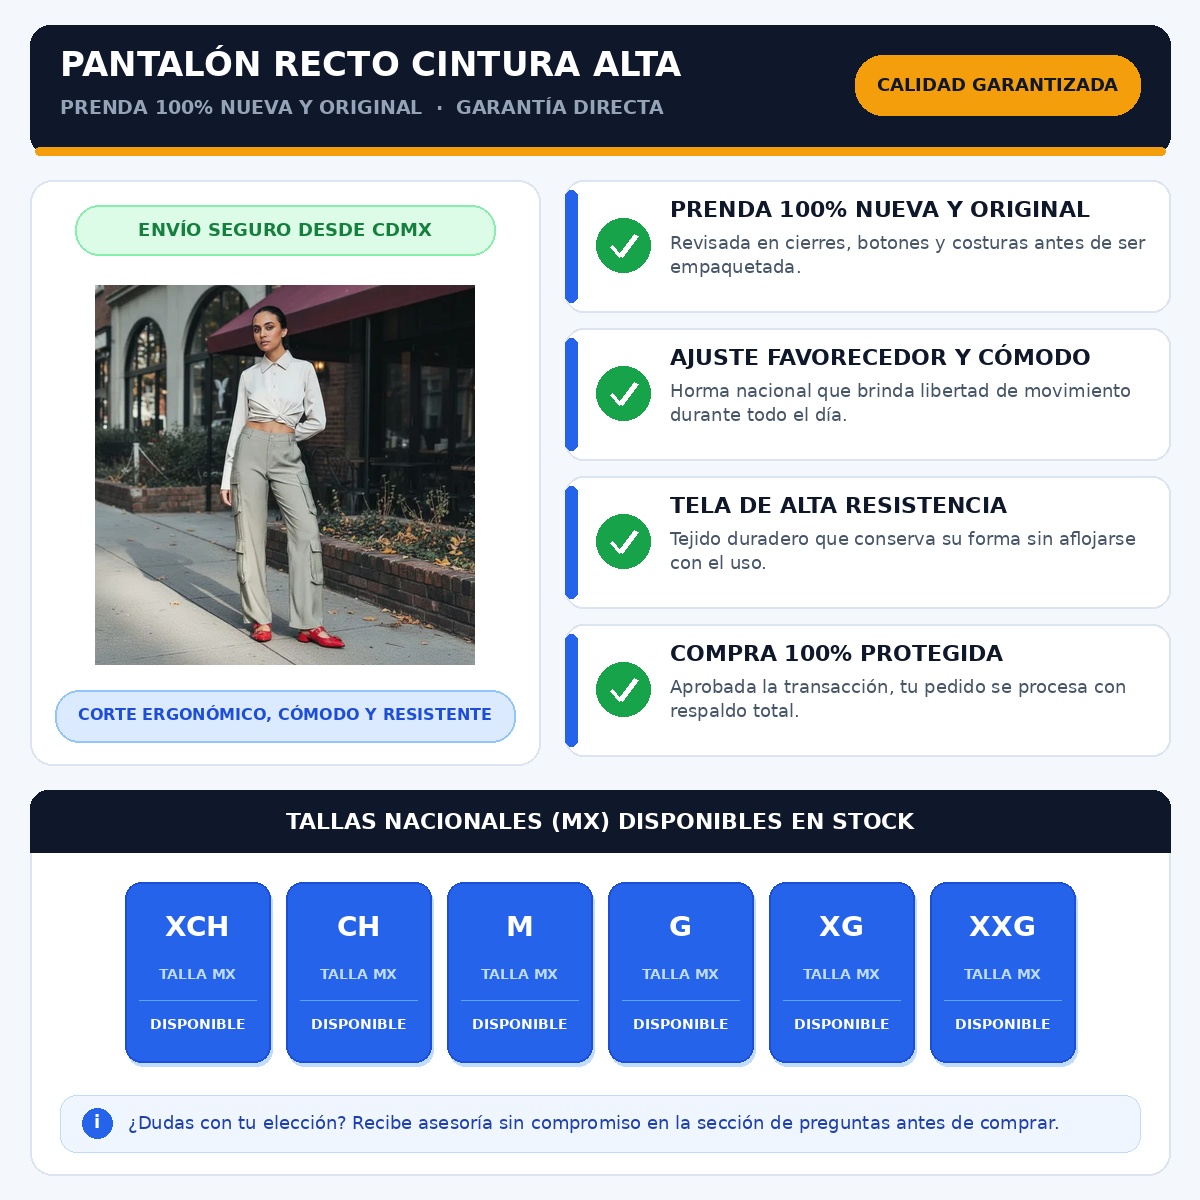 PANTALÓN RECTO CINTURA ALTA
PRENDA 100% NUEVA Y ORIGINAL · GARANTÍA DIRECTA
CALIDAD GARANTIZADA
ENVÍO SEGURO DESDE CDMX
CORTE ERGONÓMICO, CÓMODO Y RESISTENTE
PRENDA 100% NUEVA Y ORIGINAL
Revisada en cierres, botones y costuras antes de ser
empaquetada.
AJUSTE FAVORECEDOR Y CÓMODO
Horma nacional que brinda libertad de movimiento
durante todo el día.
TELA DE ALTA RESISTENCIA
Tejido duradero que conserva su forma sin aflojarse
con el uso.
COMPRA 100% PROTEGIDA
Aprobada la transacción, tu pedido se procesa con
respaldo total.
TALLAS NACIONALES (MX) DISPONIBLES EN STOCK
XCH
TALLA MX
DISPONIBLE
CH
TALLA MX
DISPONIBLE
M
TALLA MX
DISPONIBLE
G
TALLA MX
DISPONIBLE
XG
TALLA MX
DISPONIBLE
XXG
TALLA MX
DISPONIBLE
i ¿Dudas con tu elección? Recibe asesoría sin compromiso en la sección de preguntas antes de comprar.